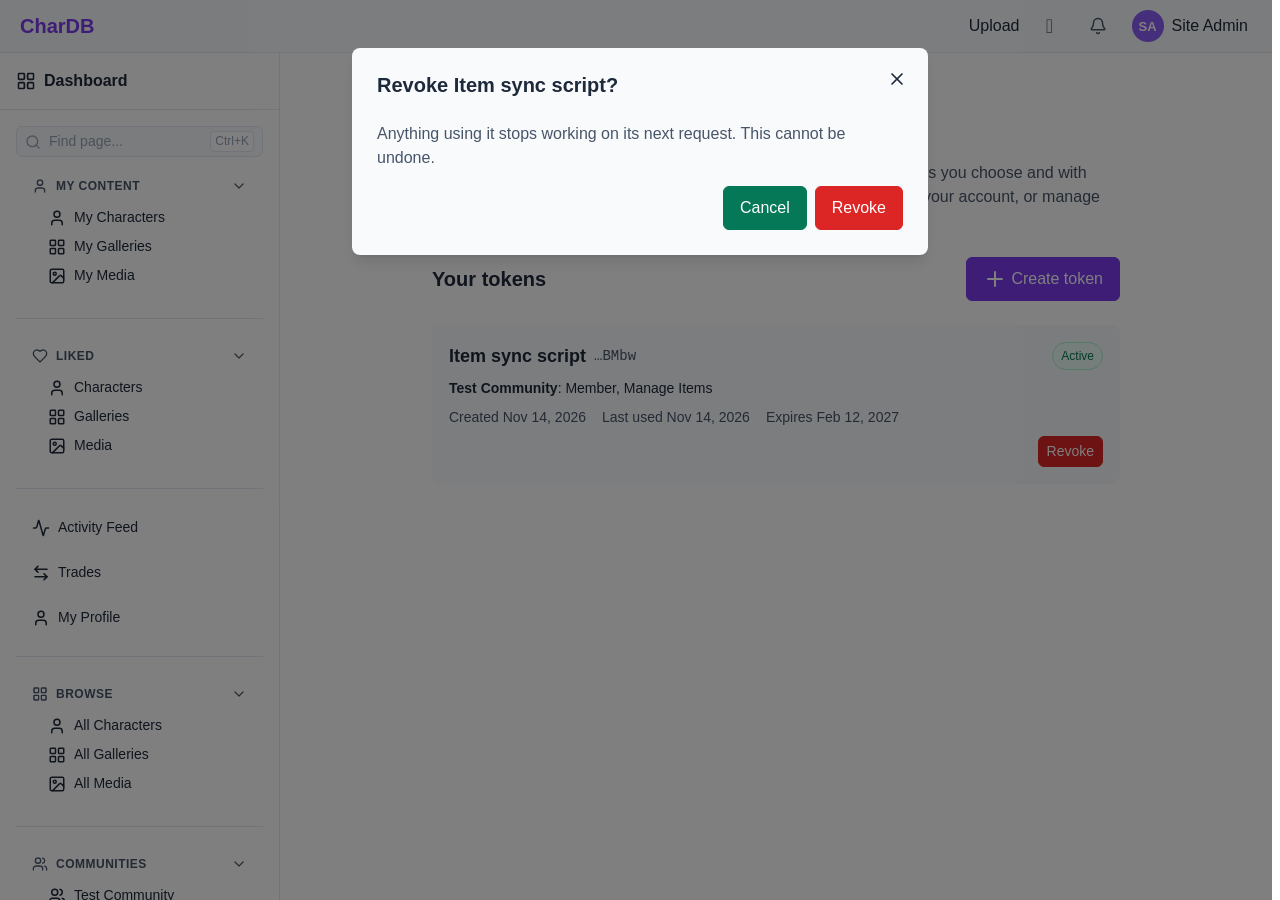 CharDB
Upload
SA
Site Admin
Dashboard
Find page...
Ctrl+K
MY CONTENT
My Characters
My Galleries
My Media
LIKED
Characters
Galleries
Media
Activity Feed
Trades
My Profile
BROWSE
All Characters
All Galleries
All Media
COMMUNITIES
Test Community
Revoke Item sync script?
Anything using it stops working on its next request. This cannot be
undone.
Cancel
Revoke
you choose and with
your account, or manage
Your tokens
Create token
Item sync script …BMbw
Active
Test Community: Member, Manage Items
Created Nov 14, 2026 Last used Nov 14, 2026 Expires Feb 12, 2027
Revoke